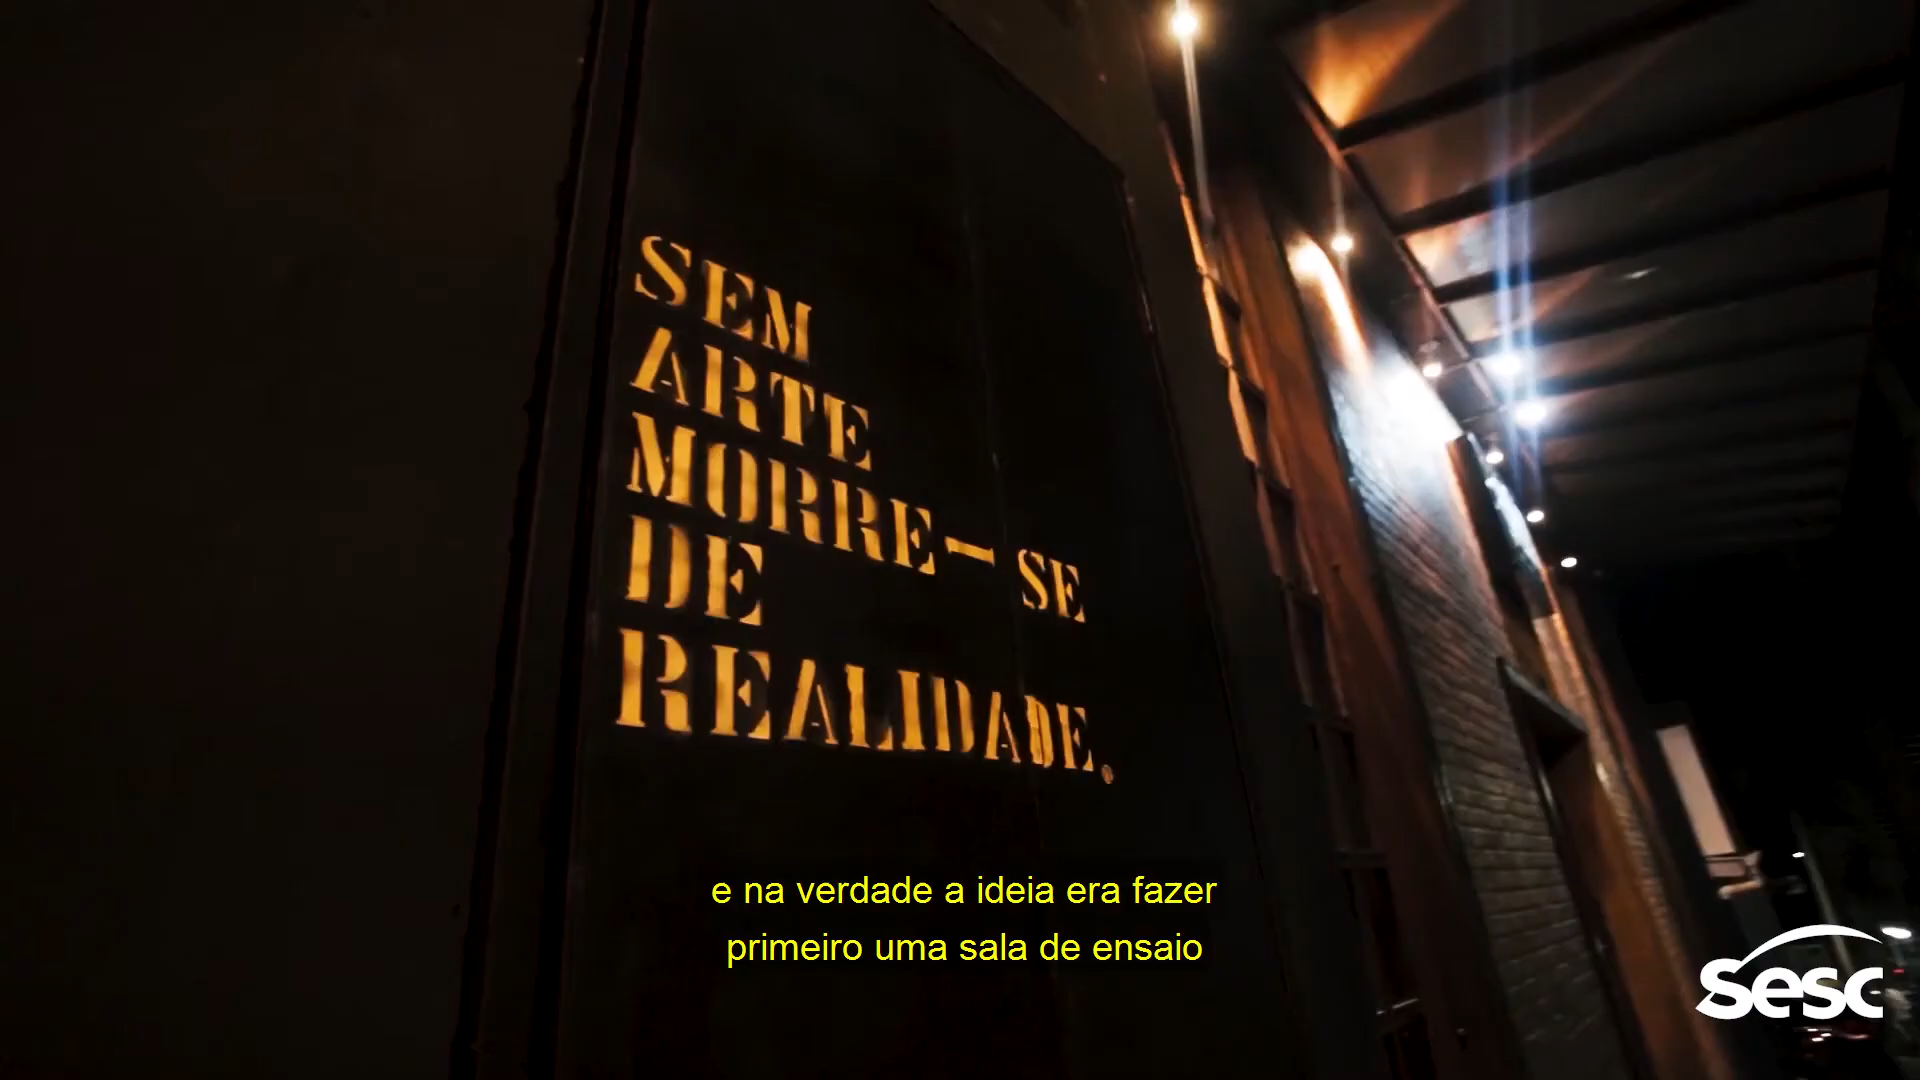 SEM
ARTE
MORRE-SE
DE
REALIDADE.
e na verdade a ideia era fazer
primeiro uma sala de ensaio
Sesc